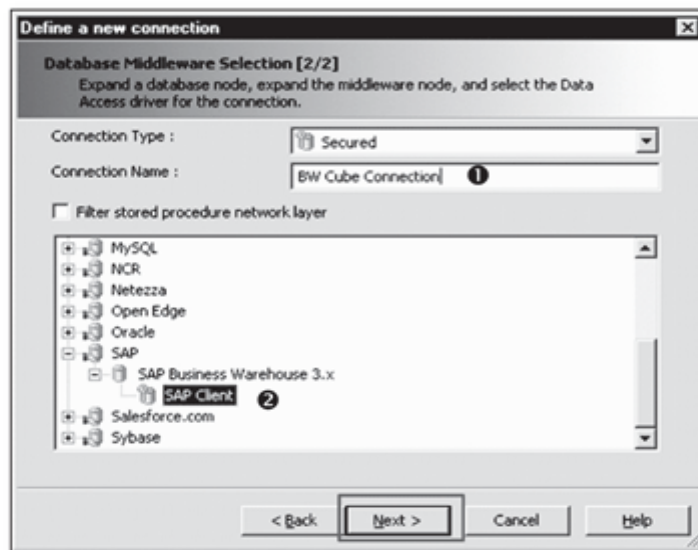 Define a new connection
Database Middleware Selection [2/2]
Expand a database node, expand the middleware node, and select the Data
Access driver for the connection.
Connection Type :
Secured
Connection Name :
BW Cube Connection ❶
Filter stored procedure network layer
MySQL
NCR
Netezza
Open Edge
Oracle
SAP
SAP Business Warehouse 3.x
SAP Client ❷
Salesforce.com
Sybase
< Back Next > Cancel Help